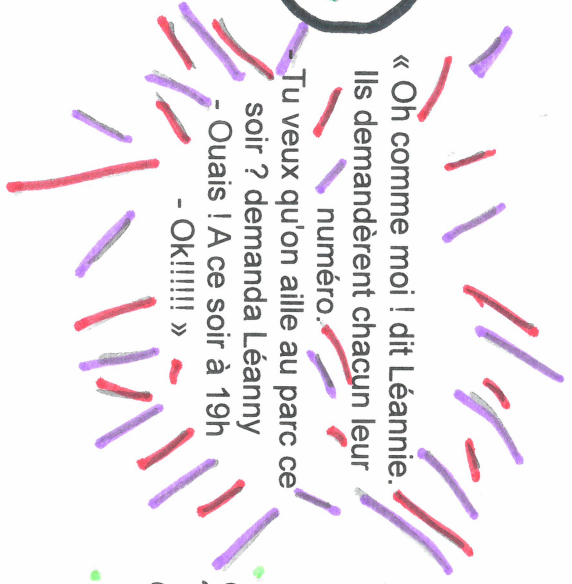 « Oh comme moi ! dit Léannie.
Ils demandèrent chacun leur
numéro.
- Tu veux qu'on aille au parc ce
soir ? demanda Léanny
- Ouais ! A ce soir à 19h
- Ok!!!!!! »